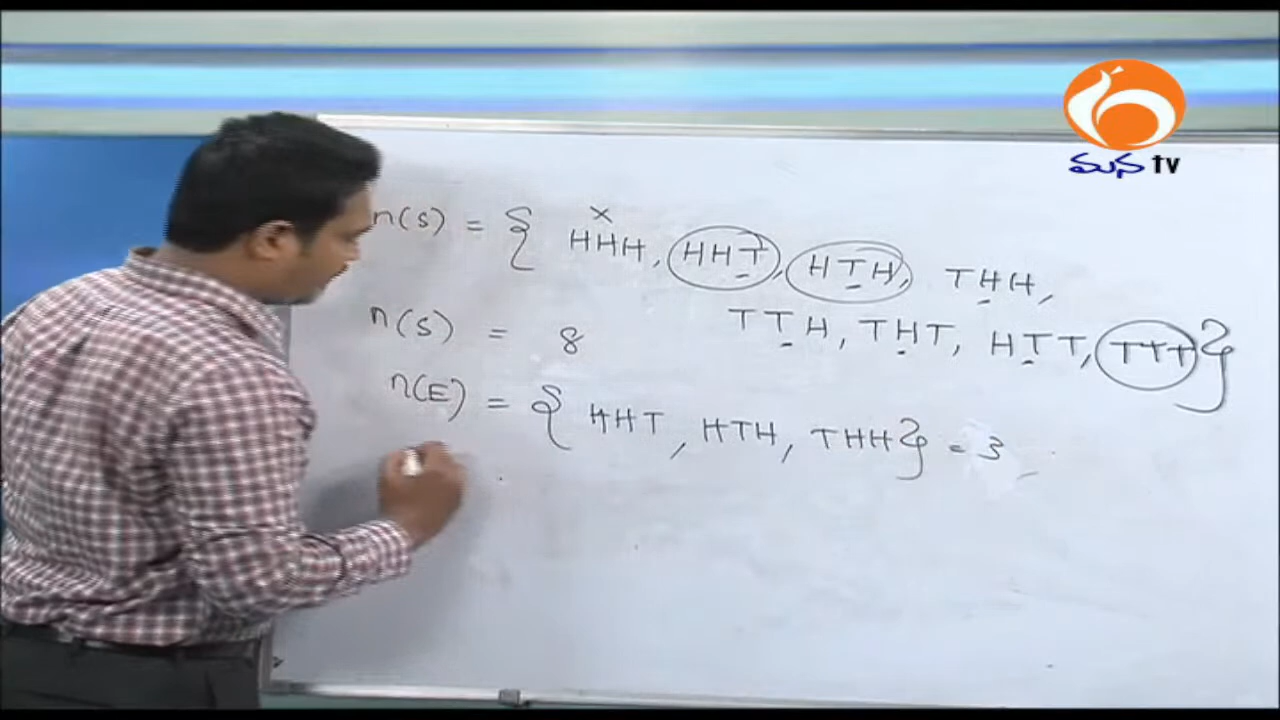 మన tv
n(S) = { HHH, HHT, HTH, THH,
TTH, THT, HTT, TTT }
n(S) = 8
n(E) = { HHT, HTH, THH } = 3